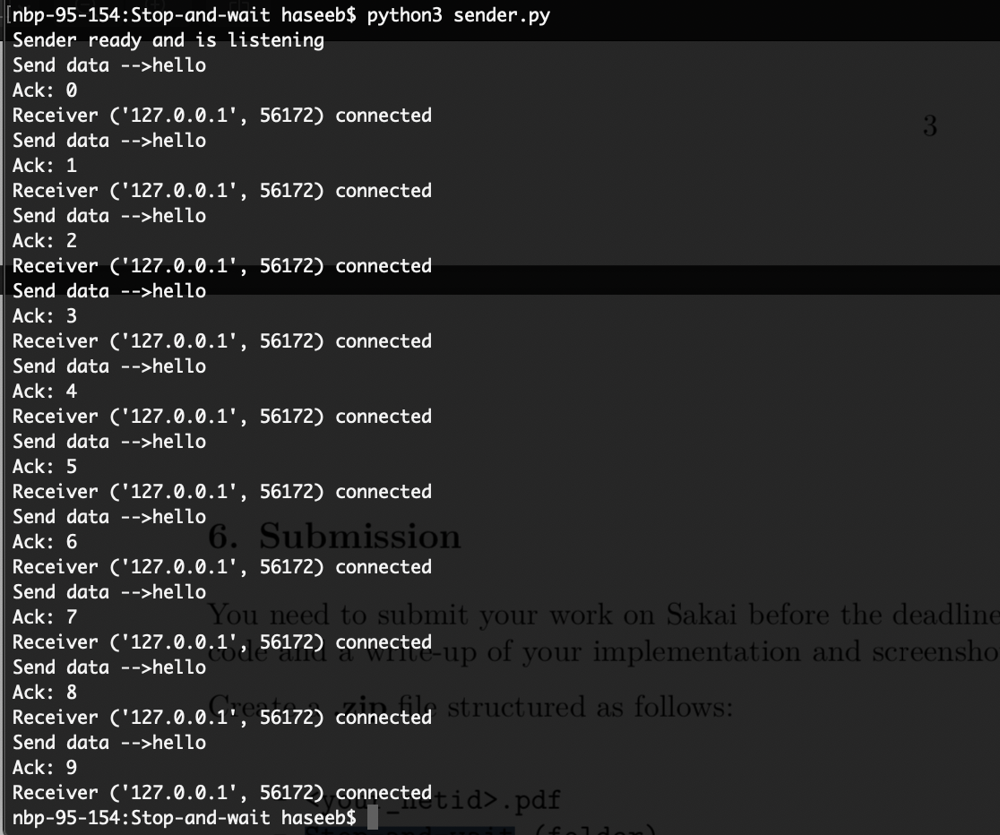 [nbp-95-154:Stop-and-wait haseeb$ python3 sender.py
Sender ready and is listening
Send data -->hello
Ack: 0
Receiver ('127.0.0.1', 56172) connected
3
Send data -->hello
Ack: 1
Receiver ('127.0.0.1', 56172) connected
Send data -->hello
Ack: 2
Receiver ('127.0.0.1', 56172) connected
Send data -->hello
Ack: 3
Receiver ('127.0.0.1', 56172) connected
Send data -->hello
Ack: 4
Receiver ('127.0.0.1', 56172) connected
Send data -->hello
Ack: 5
Receiver ('127.0.0.1', 56172) connected
Send data -->hello
Ack: 6
Receiver ('127.0.0.1', 56172) connected
Send data -->hello
Ack: 7
Receiver ('127.0.0.1', 56172) connected
Send data -->hello
Ack: 8
Receiver ('127.0.0.1', 56172) connected
Send data -->hello
Ack: 9
Receiver ('127.0.0.1', 56172) connected
nbp-95-154:Stop-and-wait haseeb$
6. Submission
You need to submit your work on Sakai before the deadline
code and a write-up of your implementation and screensho
Create a .zip file structured as follows:
<your_netid>.pdf
Stop-and-wait (folder)